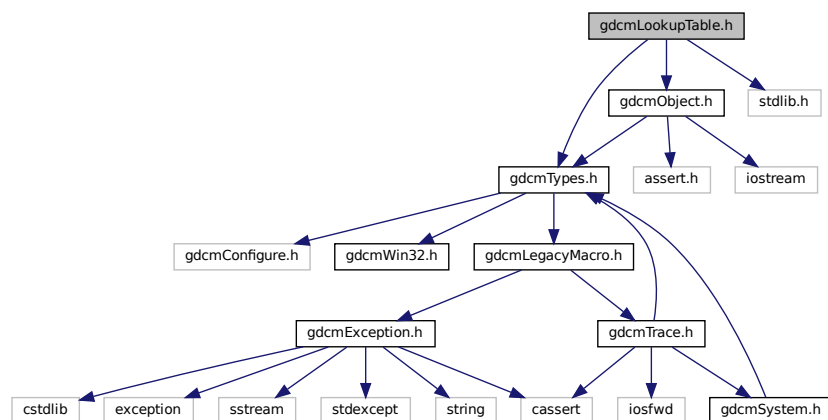 gdcmLookupTable.h
gdcmObject.h
stdlib.h
gdcmTypes.h
assert.h
iostream
gdcmConfigure.h
gdcmWin32.h
gdcmLegacyMacro.h
gdcmException.h
gdcmTrace.h
cstdlib
exception
sstream
stdexcept
string
cassert
iosfwd
gdcmSystem.h